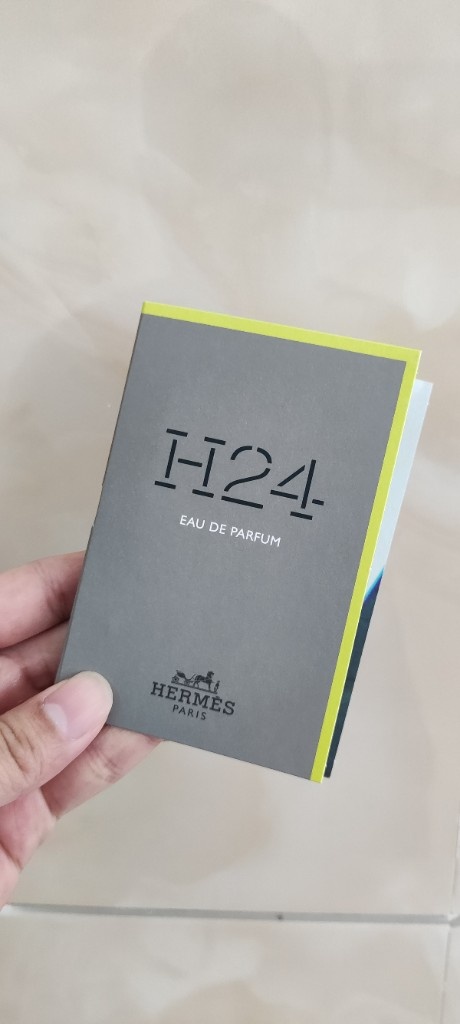 H24
EAU DE PARFUM
HERMÈS
PARIS